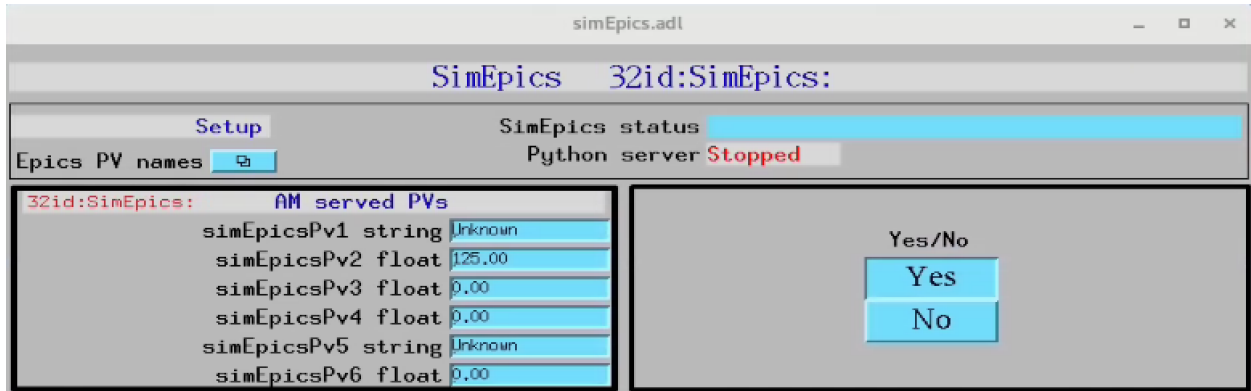 simEpics.adl
SimEpics 32id:SimEpics:
Setup
SimEpics status
Epics PV names
Python server Stopped
32id:SimEpics: AM served PVs
simEpicsPv1 string Unknown
simEpicsPv2 float 125.00
simEpicsPv3 float 0.00
simEpicsPv4 float 0.00
simEpicsPv5 string Unknown
simEpicsPv6 float 0.00
Yes/No
Yes
No